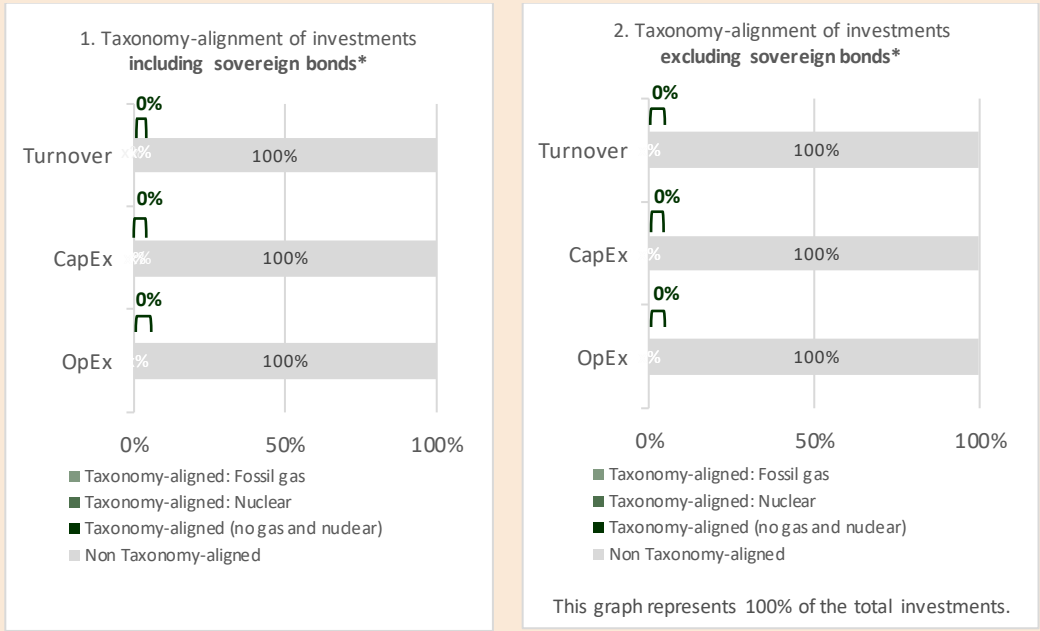 1. Taxonomy-alignment of investments
including sovereign bonds*
0%
Turnover
100%
0%
CapEx
100%
0%
OpEx
100%
0% 50% 100%
Taxonomy-aligned: Fossil gas
Taxonomy-aligned: Nuclear
Taxonomy-aligned (no gas and nuclear)
Non Taxonomy-aligned
2. Taxonomy-alignment of investments
excluding sovereign bonds*
0%
Turnover
%
100%
0%
CapEx
%
100%
0%
OpEx
%
100%
0% 50% 100%
Taxonomy-aligned: Fossil gas
Taxonomy-aligned: Nuclear
Taxonomy-aligned (no gas and nuclear)
Non Taxonomy-aligned
This graph represents 100% of the total investments.